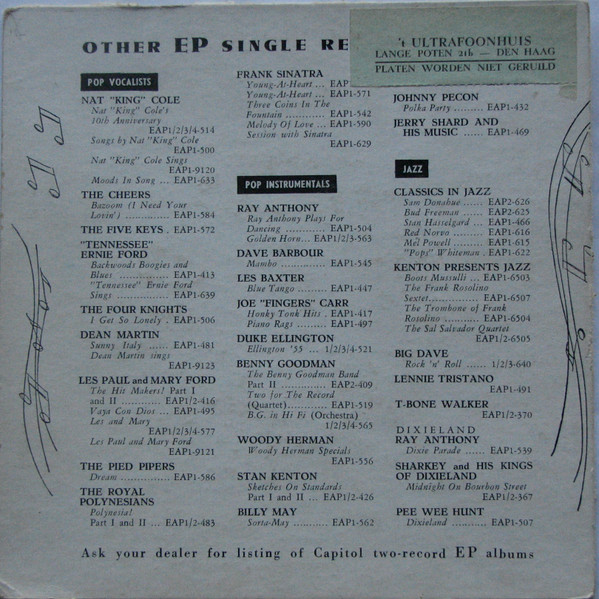 OTHER EP SINGLE RE
't ULTRAFOONHUIS
LANGE POTEN 21b — DEN HAAG
PLATEN WORDEN NIET GERUILD
POP VOCALISTS
NAT "KING" COLE
Nat "King" Cole's
10th Anniversary
EAP1/2/3/4-514
Songs by Nat "King" Cole
EAP1-500
Nat "King" Cole Sings
EAP1-9120
Moods In Song ... EAP1-633
THE CHEERS
Bazoom (I Need Your
Lovin') .............. EAP1-584
THE FIVE KEYS . EAP1-572
"TENNESSEE"
ERNIE FORD
Backwoods Boogies and
Blues .............. EAP1-413
"Tennessee" Ernie Ford
Sings .............. EAP1-639
THE FOUR KNIGHTS
I Get So Lonely . EAP1-506
DEAN MARTIN
Sunny Italy ...... EAP1-481
Dean Martin sings
EAP1-9123
LES PAUL and MARY FORD
The Hit Makers! Part I
and II ........... EAP1/2-416
Vaya Con Dios ... EAP1-495
Les and Mary
EAP1/2/3/4-577
Les Paul and Mary Ford
EAP1-9121
THE PIED PIPERS
Dream ............. EAP1-586
THE ROYAL
POLYNESIANS
Polynesia!
Part I and II ... EAP1/2-483
FRANK SINATRA
Young-At-Heart ... EAP
Young-At-Heart ... EAP1-571
Three Coins In The
Fountain ........... EAP1-542
Melody Of Love ... EAP1-590
Session with Sinatra
EAP1-629
POP INSTRUMENTALS
RAY ANTHONY
Ray Anthony Plays For
Dancing ........... EAP1-504
Golden Horn... EAP1/2/3-563
DAVE BARBOUR
Mambo ............. EAP1-545
LES BAXTER
Blue Tango ........ EAP1-447
JOE "FINGERS" CARR
Honky Tonk Hits . EAP1-417
Piano Rags ........ EAP1-497
DUKE ELLINGTON
Ellington '55 ... 1/2/3/4-521
BENNY GOODMAN
The Benny Goodman Band
Part II ............. EAP2-409
Two for The Record
(Quartet)........... EAP1-519
B.G. in Hi Fi (Orchestra)
1/2/3/4-565
WOODY HERMAN
Woody Herman Specials
EAP1-556
STAN KENTON
Sketches On Standards
Part I and II ... EAP1/2-426
BILLY MAY
Sorta-May ......... EAP1-562
JOHNNY PECON
Polka Party ......... EAP1-432
JERRY SHARD AND
HIS MUSIC ...... EAP1-469
JAZZ
CLASSICS IN JAZZ
Sam Donahue ...... EAP2-626
Bud Freeman ...... EAP2-625
Stan Hasselgard ... EAP1-466
Red Norvo ......... EAP1-616
Mel Powell ......... EAP1-615
"Pops" Whiteman . EAP1-622
KENTON PRESENTS JAZZ
Boots Mussulli ... EAP1-6503
The Frank Rosolino
Sextet.............. EAP1-6507
The Trombone of Frank
Rosolino .......... EAP1-6504
The Sal Salvador Quartet
EAP1/2-6505
BIG DAVE
Rock 'n' Roll ...... 1/2/3-640
LENNIE TRISTANO
EAP1-491
T-BONE WALKER
EAP1/2-370
DIXIELAND
RAY ANTHONY
Dixie Parade ...... EAP1-539
SHARKEY and HIS KINGS
OF DIXIELAND
Midnight On Bourbon Street
EAP1/2-367
PEE WEE HUNT
Dixieland ......... EAP1-507
Ask your dealer for listing of Capitol two-record EP albums